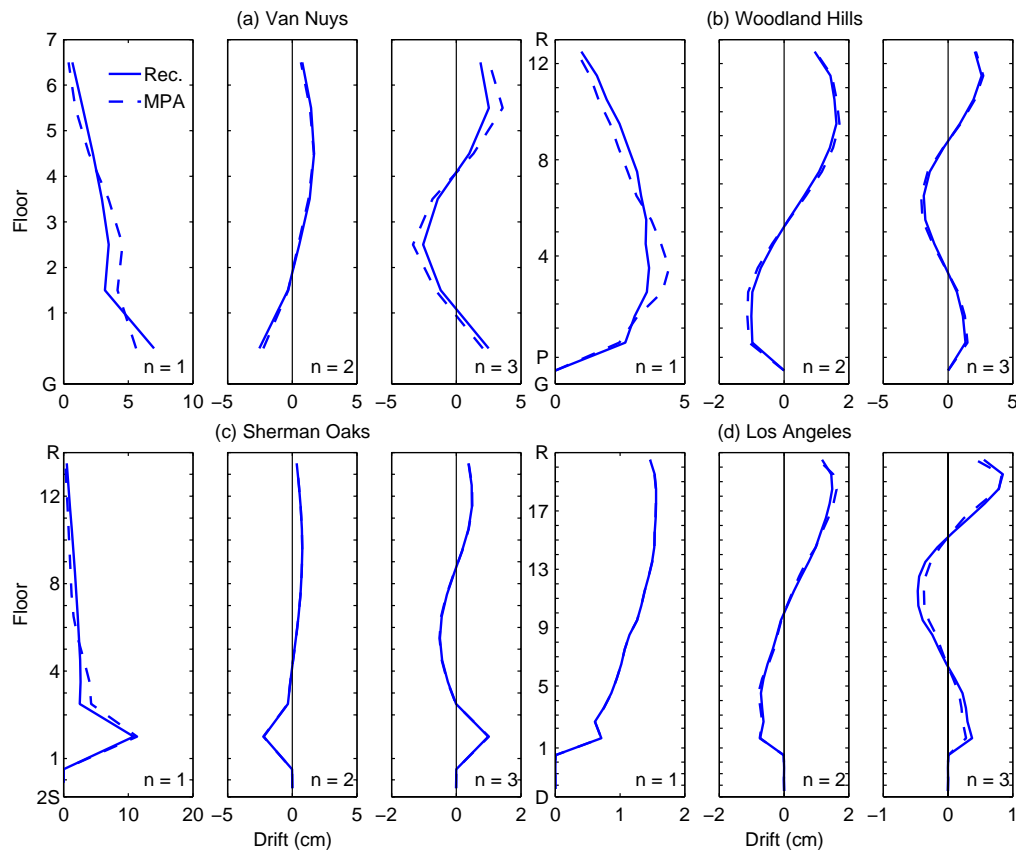 (a) Van Nuys
(b) Woodland Hills
7
6
5
4
3
2
1
G
Floor
Rec.
MPA
n = 1
n = 2
n = 3
R
12
8
4
P
G
n = 1
n = 2
n = 3
0 5 10
−5 0 5
−5 0 5
0 5
−2 0 2
−5 0 5
(c) Sherman Oaks
(d) Los Angeles
R
12
8
4
1
2S
Floor
n = 1
n = 2
n = 3
R
17
13
9
5
1
D
n = 1
n = 2
n = 3
0 10 20
−5 0 5
−5 0 5
0 1 2
−2 0 2
−1 0 1
Drift (cm)
Drift (cm)